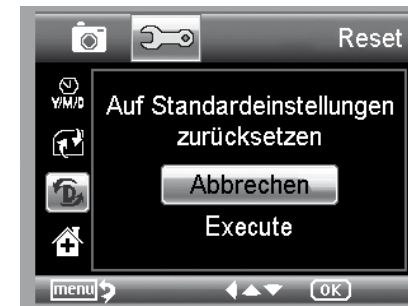 Reset
Y/M/D
Auf Standardeinstellungen
zurücksetzen
D
Abbrechen
Execute
menu
OK